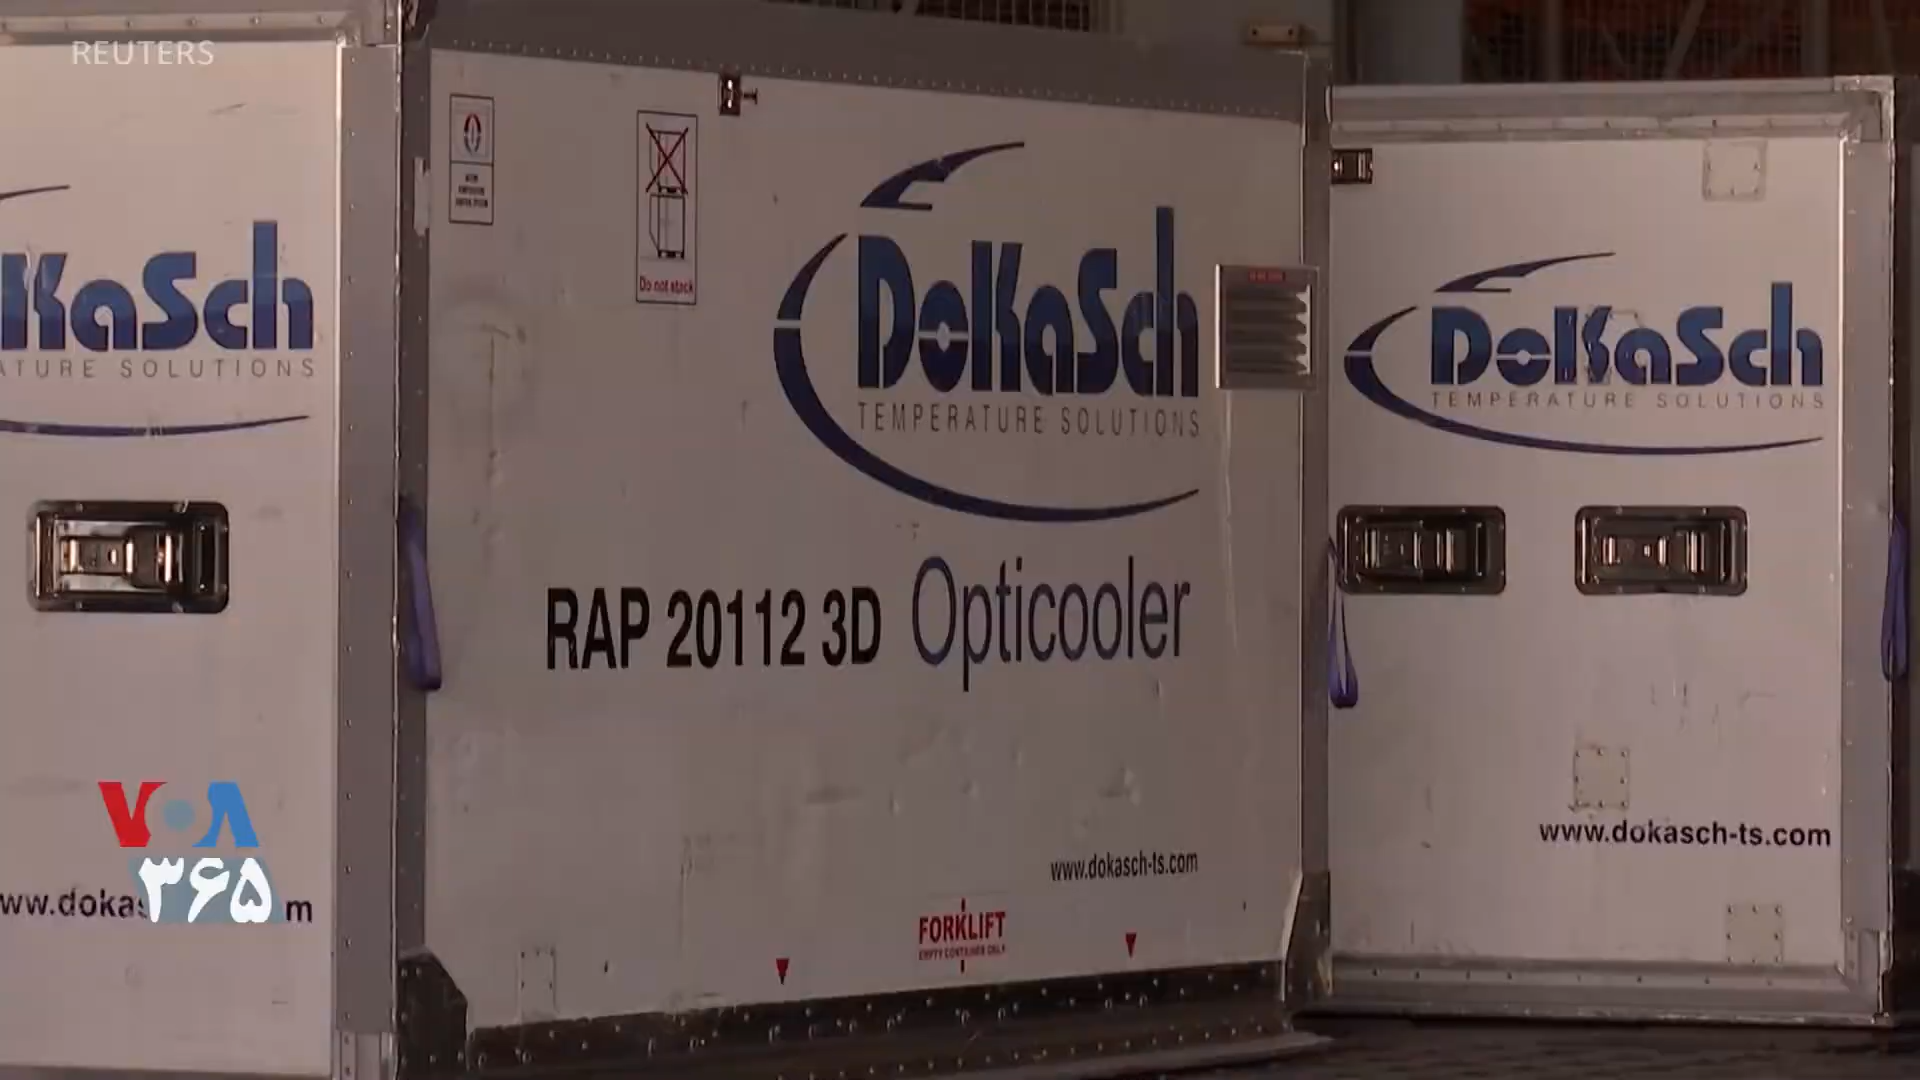 REUTERS
KaSch
ATURE SOLUTIONS
Do not stack
DoKaSch
TEMPERATURE SOLUTIONS
DoKaSch
TEMPERATURE SOLUTIONS
RAP 20112 3D Opticooler
www.dokasch-ts.com
www.dokasch-ts.com
VOA
۳۶۵
ww.dokas
m
FORKLIFT
EMPTY CONTAINER ONLY